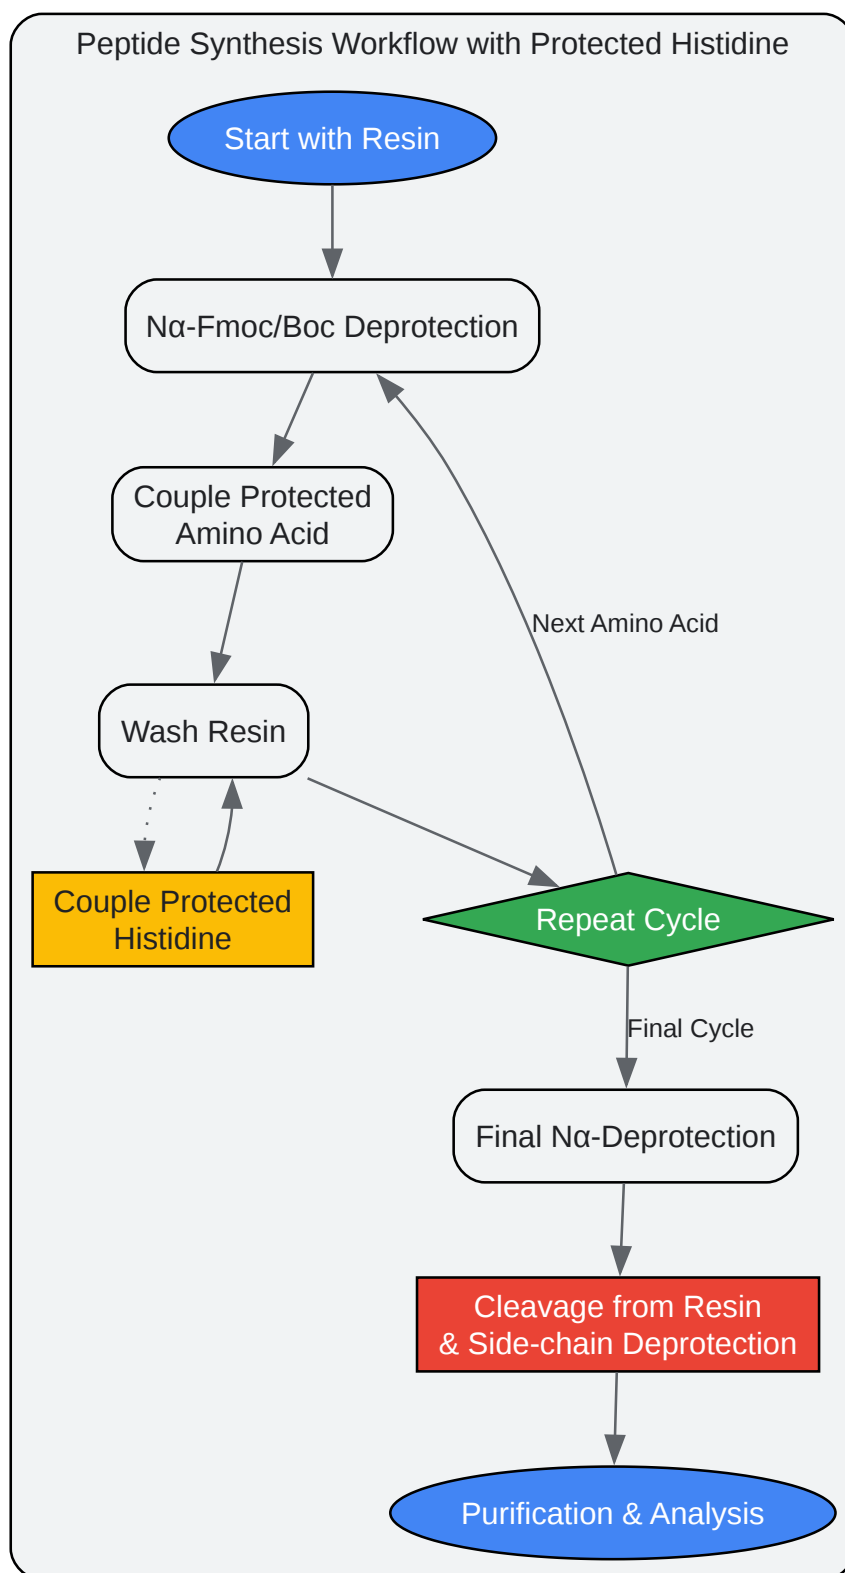 Peptide Synthesis Workflow with Protected Histidine
Start with Resin
Nα-Fmoc/Boc Deprotection
Couple Protected
Amino Acid
Next Amino Acid
Wash Resin
Couple Protected
Histidine
Repeat Cycle
Final Cycle
Final Nα-Deprotection
Cleavage from Resin
& Side-chain Deprotection
Purification & Analysis